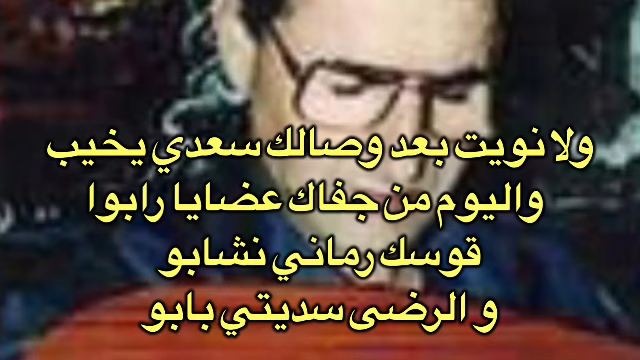 ولا نويت بعد وصالك سعدي يخيب
واليوم من جفاك عضايا رابوا
قوسك رماني نشابو
و الرضى سديتي بابو